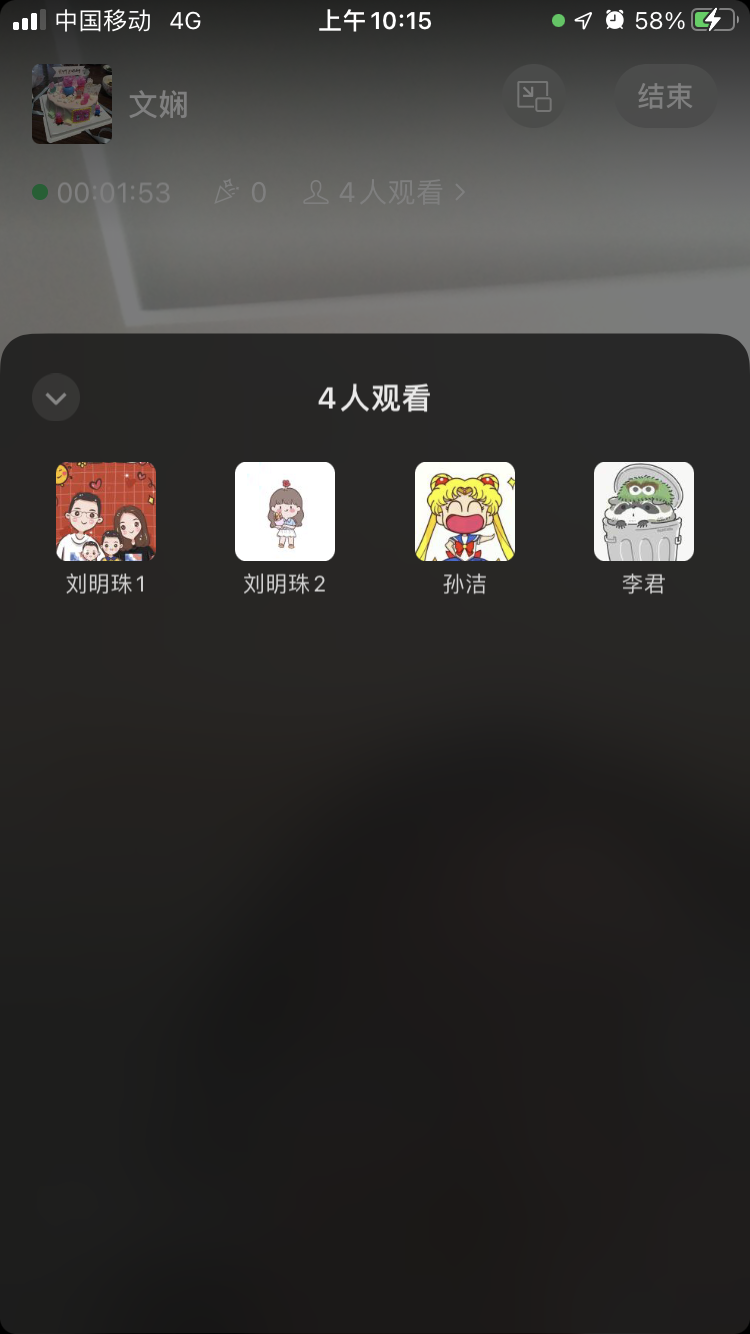 中国移动 4G 上午10:15 58%
文娴 结束
00:01:53 0 4人观看
4人观看
刘明珠1 刘明珠2 孙洁 李君